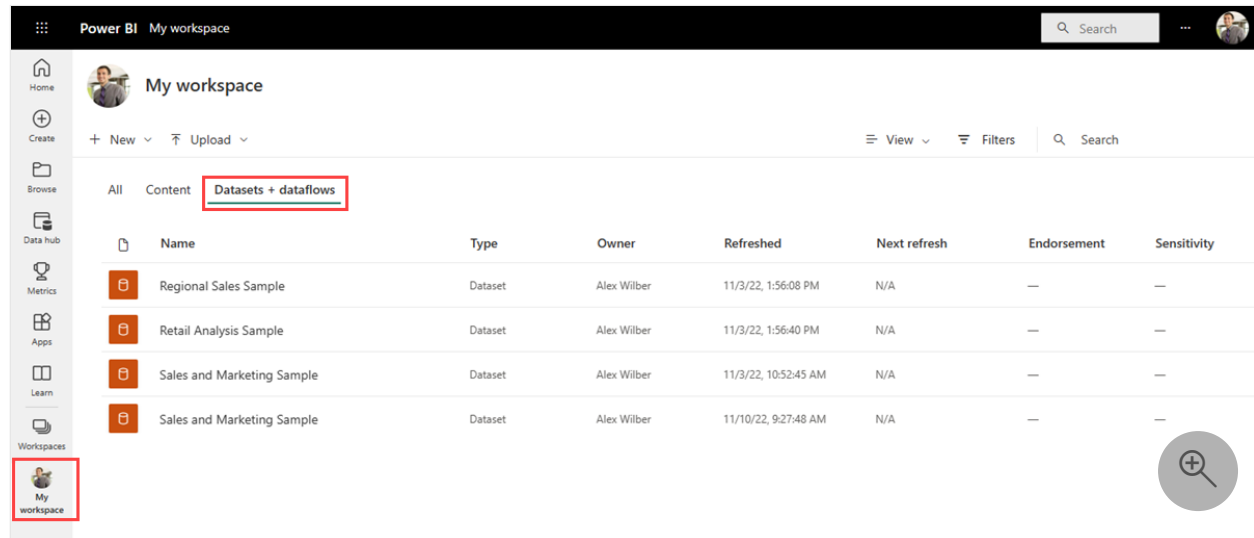 Power BI My workspace Search ...
Home
My workspace
Create
New Upload View Filters Search
Browse
All Content Datasets + dataflows
Data hub
Name Type Owner Refreshed Next refresh Endorsement Sensitivity
Metrics
Regional Sales Sample Dataset Alex Wilber 11/3/22, 1:56:08 PM N/A — —
Apps
Retail Analysis Sample Dataset Alex Wilber 11/3/22, 1:56:40 PM N/A — —
Learn
Sales and Marketing Sample Dataset Alex Wilber 11/3/22, 10:52:45 AM N/A — —
Workspaces
Sales and Marketing Sample Dataset Alex Wilber 11/10/22, 9:27:48 AM N/A — —
My
workspace